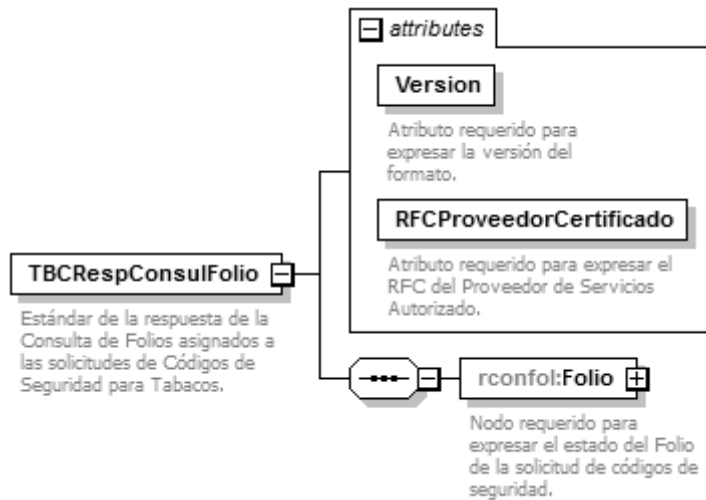 attributes
Version
Atributo requerido para
expresar la versión del
formato.
RFCProveedorCertificado
Atributo requerido para expresar el
RFC del Proveedor de Servicios
Autorizado.
TBCRespConsulFolio
Estándar de la respuesta de la
Consulta de Folios asignados a
las solicitudes de Códigos de
Seguridad para Tabacos.
rconfol:Folio
Nodo requerido para
expresar el estado del Folio
de la solicitud de códigos de
seguridad.